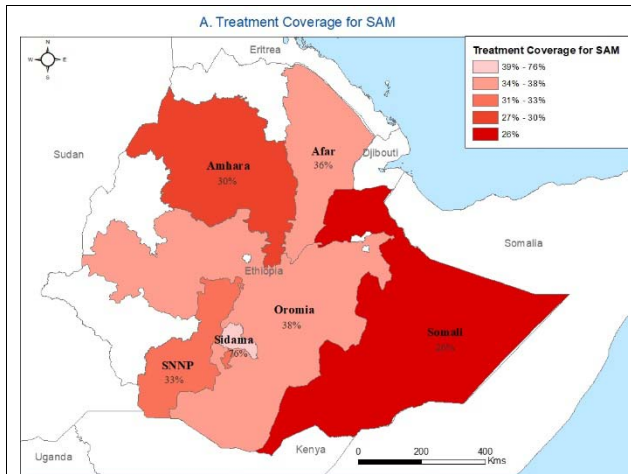 A. Treatment Coverage for SAM
Eritrea
N
W E
S
Treatment Coverage for SAM
39% - 76%
34% - 38%
31% - 33%
27% - 30%
26%
Sudan
Afar
36%
Djibouti
Amhara
30%
Somalia
Ethiopia
Oromia
38%
Sidama
76%
Somali
26%
SNNP
33%
Uganda
Kenya
0 200 400
Kms